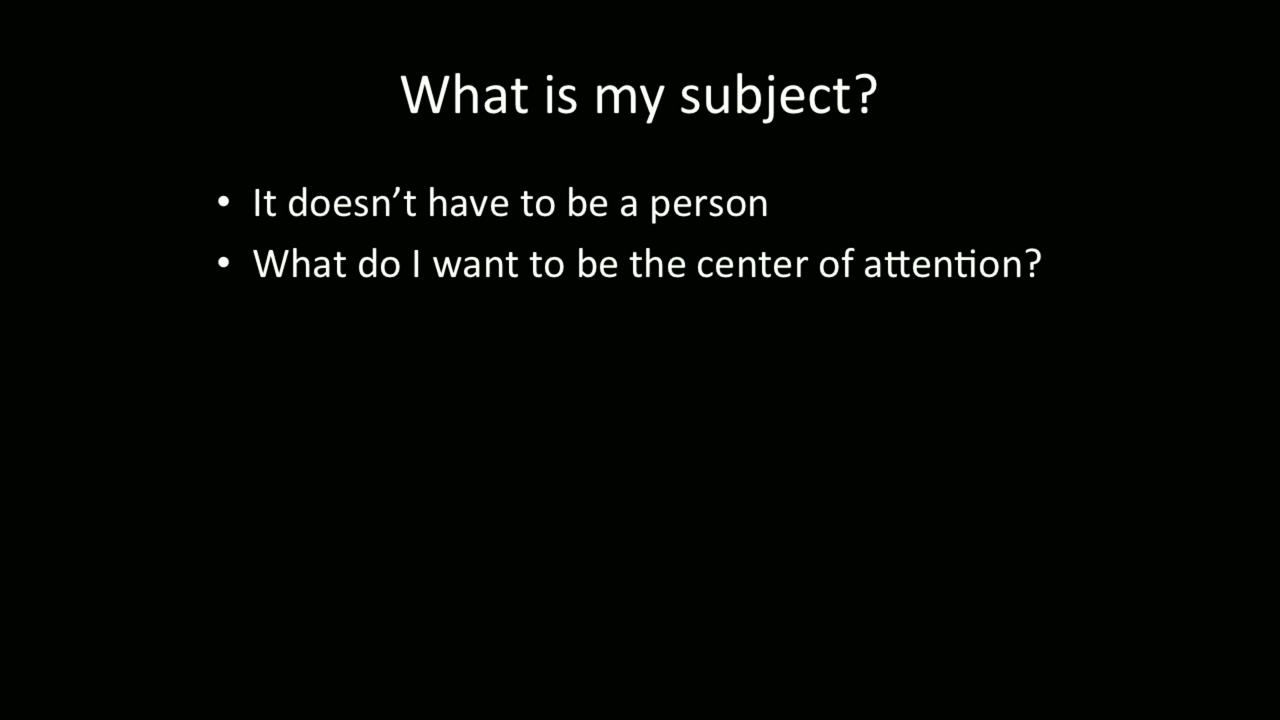 What is my subject?
• It doesn’t have to be a person
• What do I want to be the center of attention?